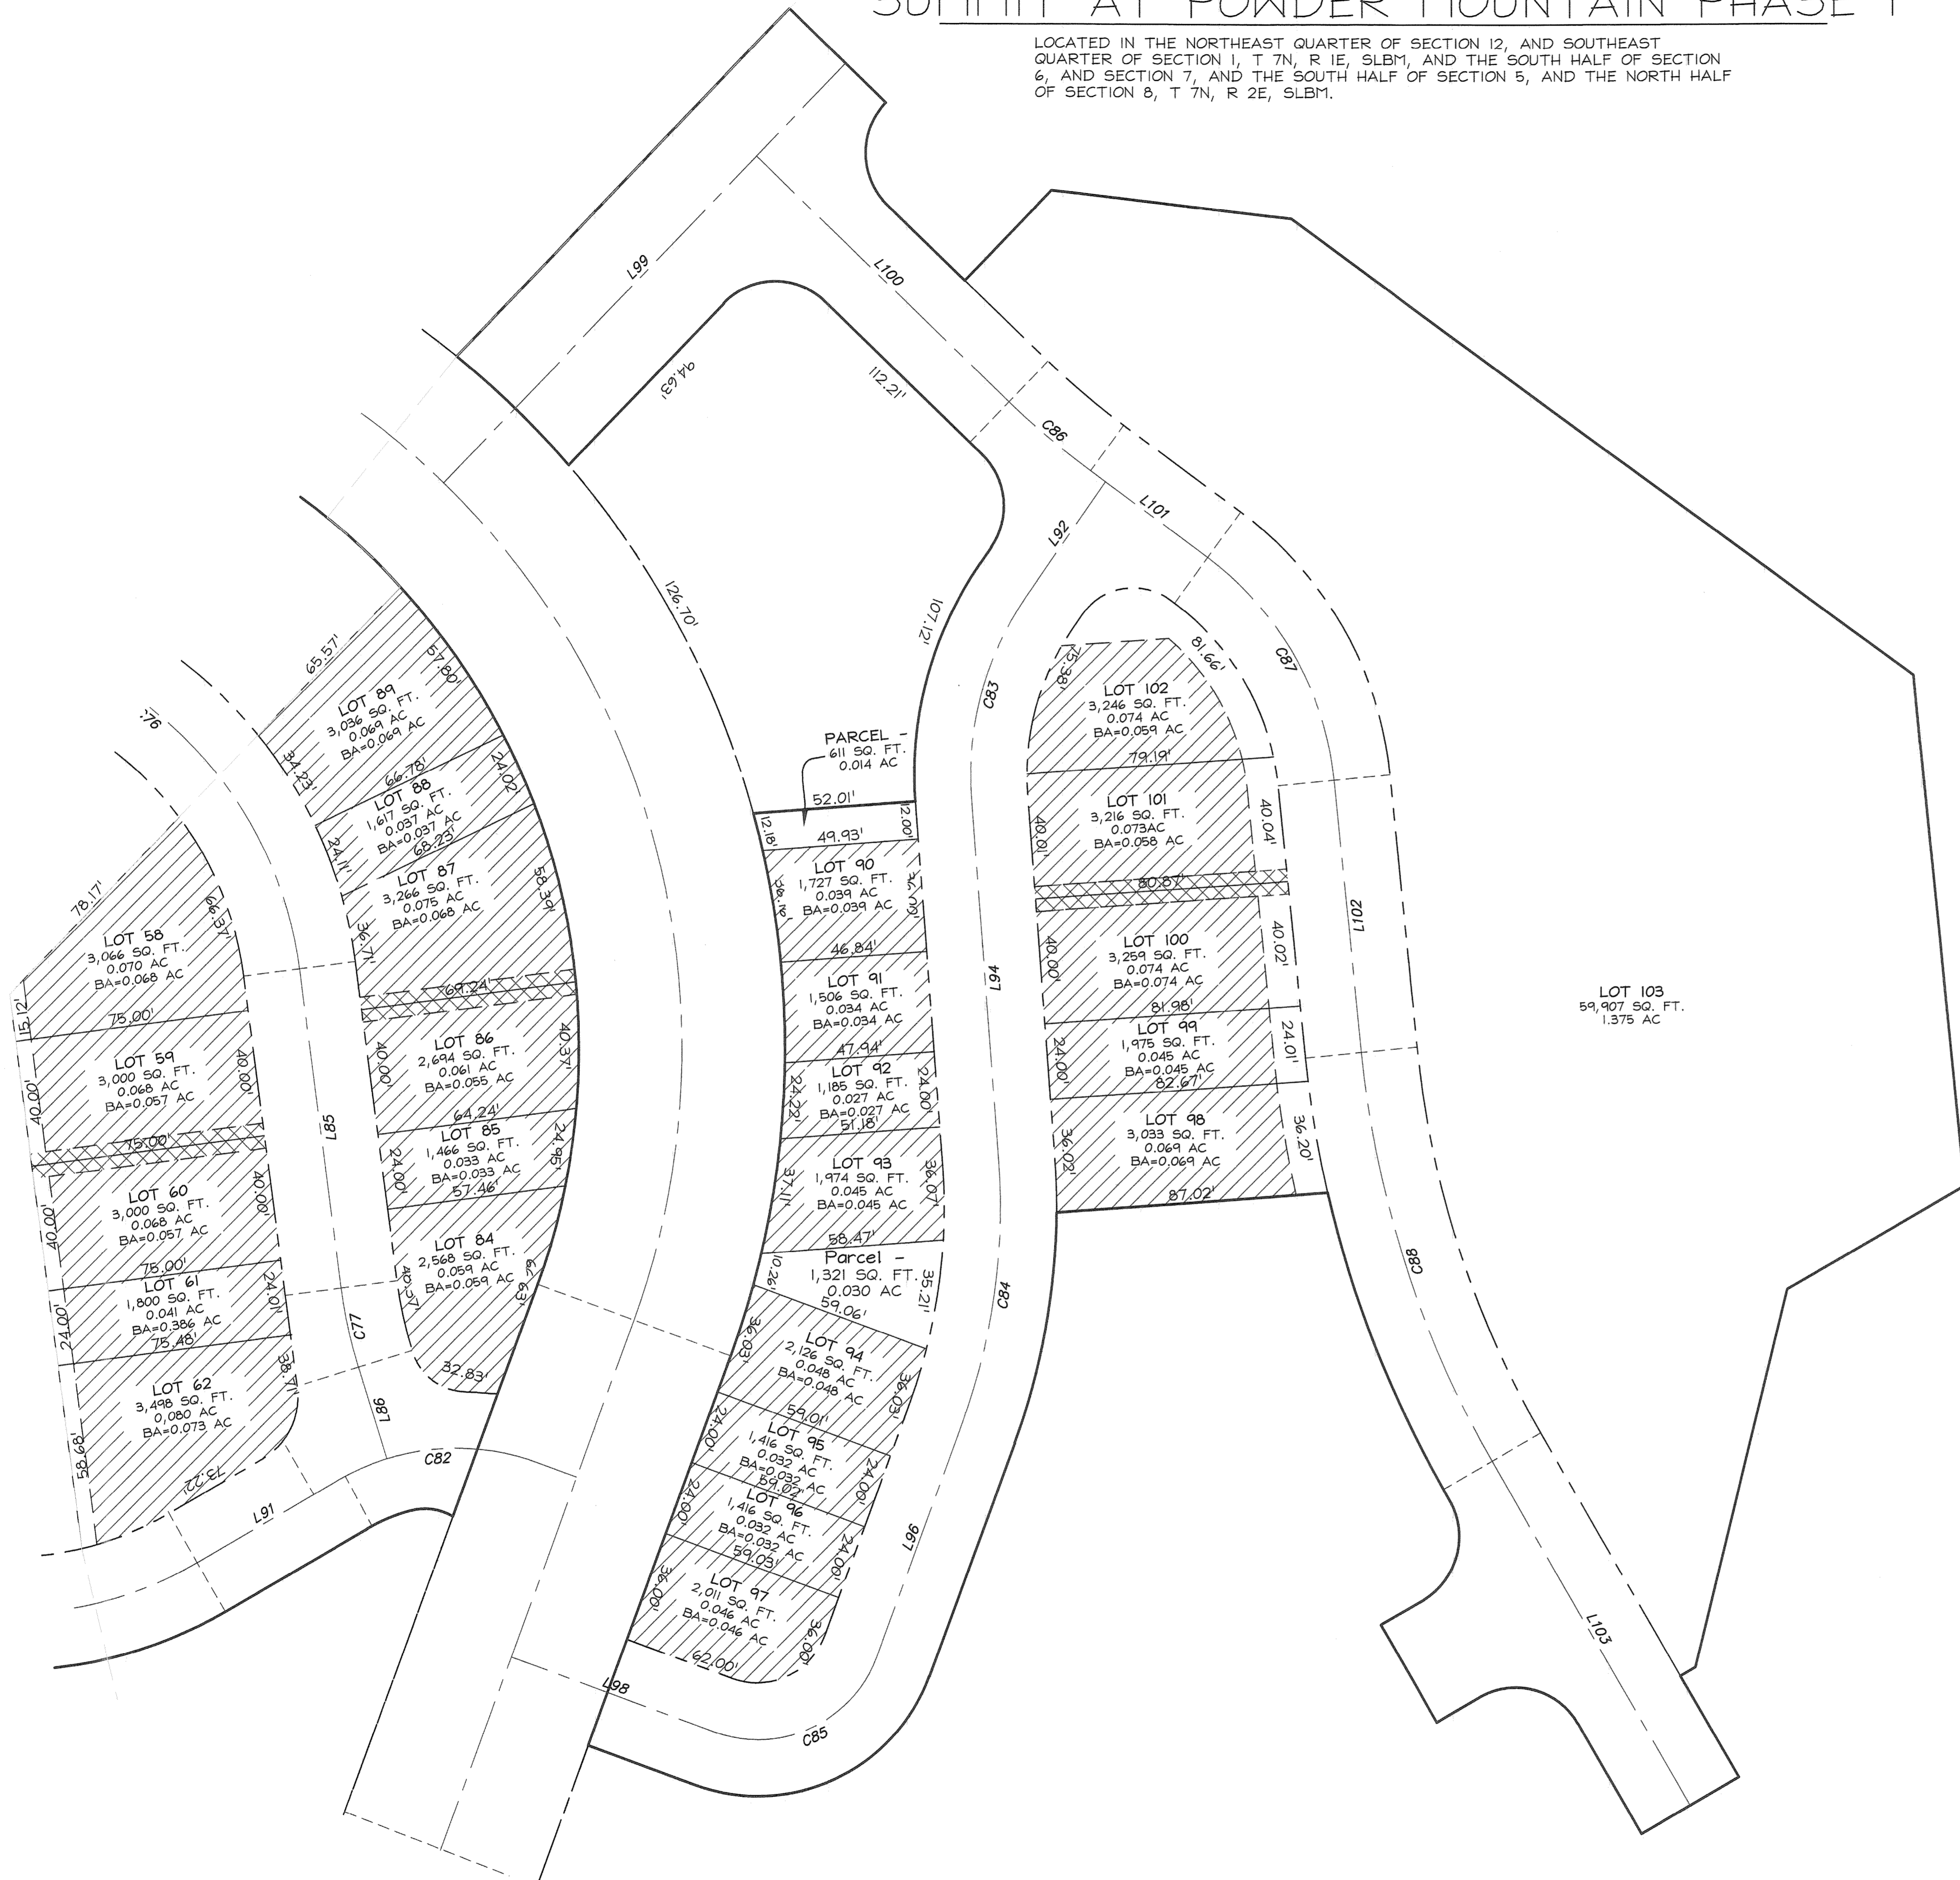 SUMMIT AT POWDER MOUNTAIN PHASE 1
LOCATED IN THE NORTHEAST QUARTER OF SECTION 12, AND SOUTHEAST
QUARTER OF SECTION 1, T 7N, R 1E, SLBM, AND THE SOUTH HALF OF SECTION
6, AND SECTION 7, AND THE SOUTH HALF OF SECTION 5, AND THE NORTH HALF
OF SECTION 8, T 7N, R 2E, SLBM.
L99
L100
94.63'
112.21'
C86
L101
L92
126.70'
107.12'
C83
C87
65.57'
57.80'
LOT 89
3,036 SQ. FT.
0.069 AC
BA=0.069 AC
34.23'
66.78'
24.02'
LOT 88
1,617 SQ. FT.
0.037 AC
BA=0.037 AC
68.23'
24.11'
LOT 87
3,266 SQ. FT.
0.075 AC
BA=0.068 AC
58.39'
36.71'
69.24'
LOT 86
2,694 SQ. FT.
0.061 AC
BA=0.055 AC
40.00'
40.37'
64.24'
LOT 85
1,466 SQ. FT.
0.033 AC
BA=0.033 AC
24.00'
24.95'
57.46'
LOT 84
2,568 SQ. FT.
0.059 AC
BA=0.059 AC
62.63'
32.83'
:76
78.17'
66.37'
LOT 58
3,066 SQ. FT.
0.070 AC
BA=0.068 AC
15.12'
75.00'
LOT 59
3,000 SQ. FT.
0.068 AC
BA=0.057 AC
40.00'
40.00'
75.00'
LOT 60
3,000 SQ. FT.
0.068 AC
BA=0.057 AC
40.00'
40.00'
75.00'
LOT 61
1,800 SQ. FT.
0.041 AC
BA=0.386 AC
24.00'
24.01'
75.48'
LOT 62
3,498 SQ. FT.
0,080 AC
BA=0.073 AC
58.68'
38.71'
73.22'
L85
C77
L86
C82
L91
PARCEL -
611 SQ. FT.
0.014 AC
52.01'
12.18'
12.00'
49.93'
LOT 90
1,727 SQ. FT.
0.039 AC
BA=0.039 AC
36.16'
36.00'
46.84'
LOT 91
1,506 SQ. FT.
0.034 AC
BA=0.034 AC
47.94'
LOT 92
1,185 SQ. FT.
0.027 AC
BA=0.027 AC
24.22'
24.00'
51.18'
LOT 93
1,974 SQ. FT.
0.045 AC
BA=0.045 AC
37.11'
36.07'
58.47'
Parcel -
1,321 SQ. FT.
0.030 AC
10.26'
35.21'
59.06'
LOT 94
2,126 SQ. FT.
0.048 AC
BA=0.048 AC
36.03'
36.03'
59.01'
LOT 95
1,416 SQ. FT.
0.032 AC
BA=0.032 AC
24.00'
24.00'
59.02'
LOT 96
1,416 SQ. FT.
0.032 AC
BA=0.032 AC
24.00'
24.00'
59.03'
LOT 97
2,011 SQ. FT.
0.046 AC
BA=0.046 AC
36.00'
36.00'
62.00'
L98
C85
L96
C84
L94
75.38'
81.66'
LOT 102
3,246 SQ. FT.
0.074 AC
BA=0.059 AC
79.19'
LOT 101
3,216 SQ. FT.
0.073AC
BA=0.058 AC
40.01'
40.04'
80.87'
LOT 100
3,259 SQ. FT.
0.074 AC
BA=0.074 AC
40.00'
40.02'
81.98'
LOT 99
1,975 SQ. FT.
0.045 AC
BA=0.045 AC
24.00'
24.01'
82.67'
LOT 98
3,033 SQ. FT.
0.069 AC
BA=0.069 AC
36.02'
36.20'
87.02'
L102
C88
L103
LOT 103
59,907 SQ. FT.
1.375 AC